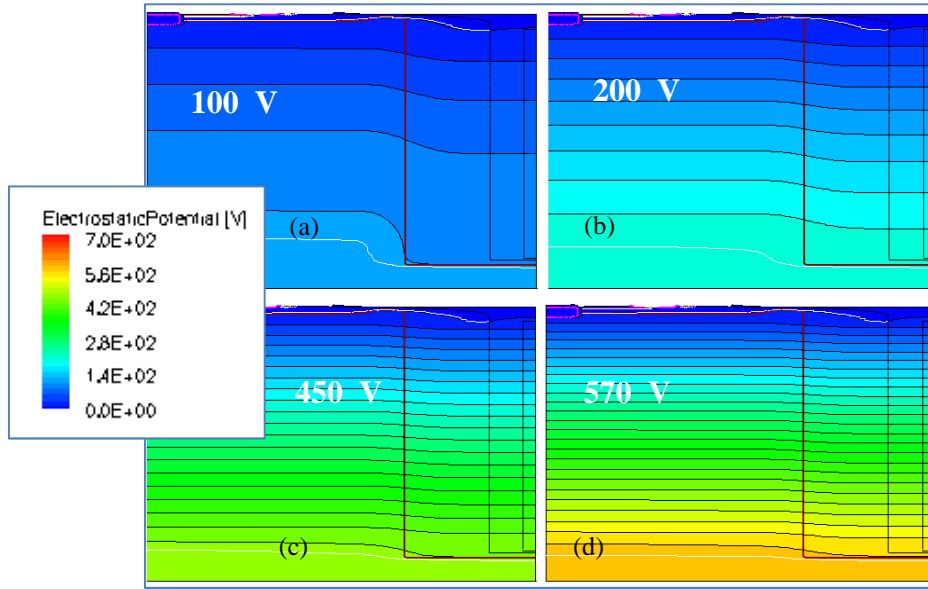 100 V
200 V
(a)
(b)
ElectrostaticPotential [V]
7.0E+02
5.6E+02
4.2E+02
2.8E+02
1.4E+02
0.0E+00
450 V
570 V
(c)
(d)